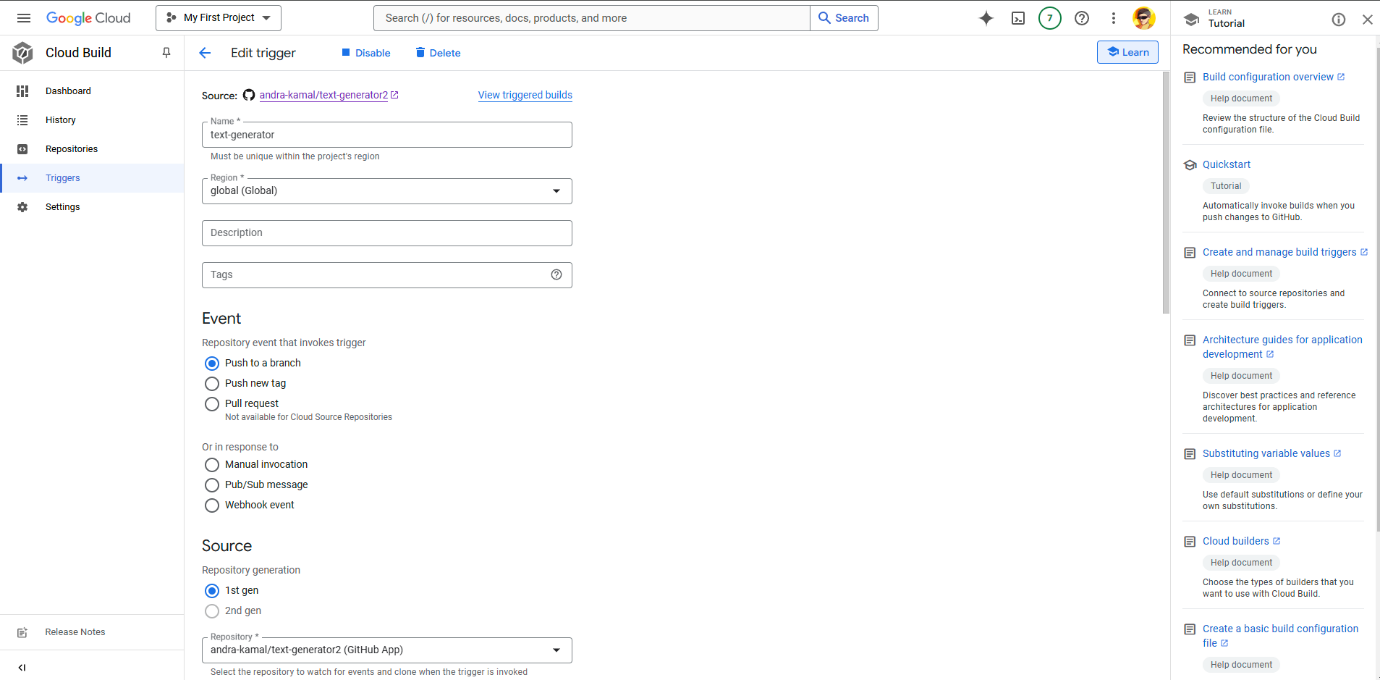 Google Cloud
My First Project
Search (/) for resources, docs, products, and more
Search
7
LEARN
Tutorial
Cloud Build
Edit trigger
Disable
Delete
Learn
Dashboard
History
Repositories
Triggers
Settings
Release Notes
Source: andra-kamal/text-generator2
View triggered builds
Name *
text-generator
Must be unique within the project's region
Region *
global (Global)
Description
Tags
Event
Repository event that invokes trigger
Push to a branch
Push new tag
Pull request
Not available for Cloud Source Repositories
Or in response to
Manual invocation
Pub/Sub message
Webhook event
Source
Repository generation
1st gen
2nd gen
Repository *
andra-kamal/text-generator2 (GitHub App)
Select the repository to watch for events and clone when the trigger is invoked
Recommended for you
Build configuration overview
Help document
Review the structure of the Cloud Build
configuration file.
Quickstart
Tutorial
Automatically invoke builds when you
push changes to GitHub.
Create and manage build triggers
Help document
Connect to source repositories and
create build triggers.
Architecture guides for application
development
Help document
Discover best practices and reference
architectures for application
development.
Substituting variable values
Help document
Use default substitutions or define your
own substitutions.
Cloud builders
Help document
Choose the types of builders that you
want to use with Cloud Build.
Create a basic build configuration
file
Help document